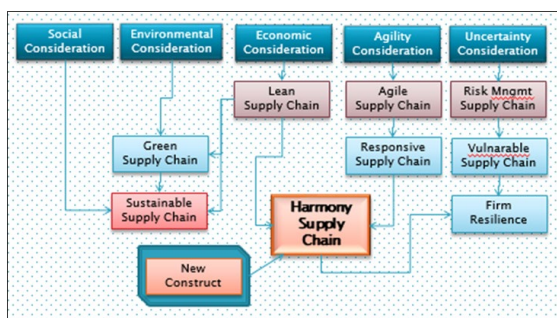 Social
Consideration
Environmental
Consideration
Economic
Consideration
Agility
Consideration
Uncertainty
Consideration
Lean
Supply Chain
Agile
Supply Chain
Risk Mngmt
Supply Chain
Green
Supply Chain
Responsive
Supply Chain
Vulnarable
Supply Chain
Sustainable
Supply Chain
Harmony
Supply
Chain
Firm
Resilience
New
Construct